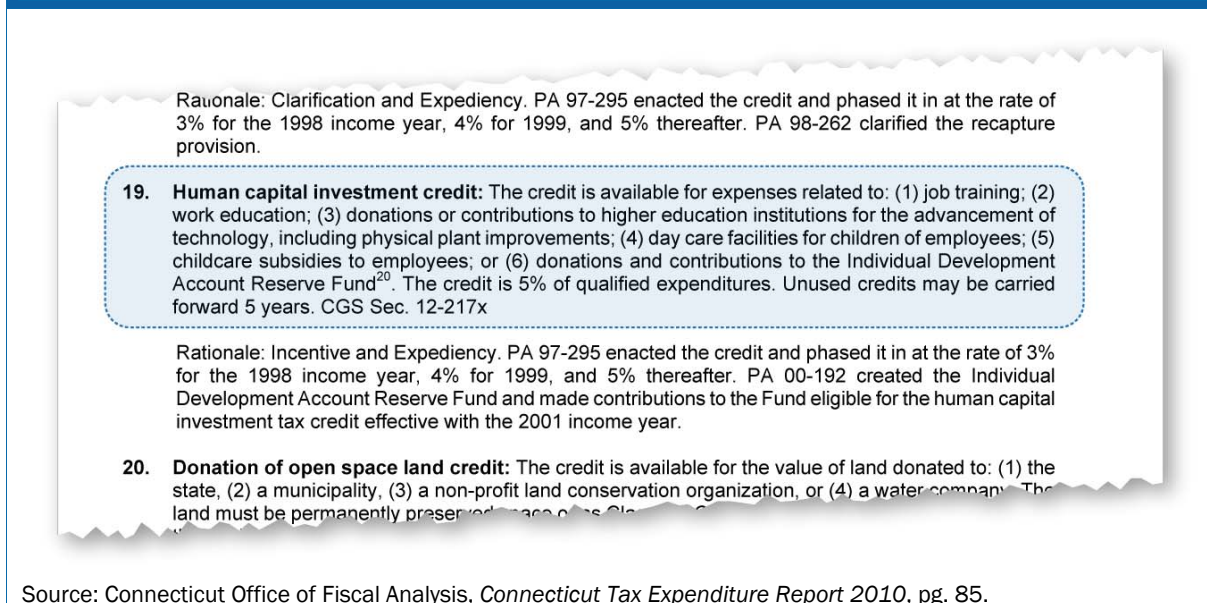 Rationale: Clarification and Expediency. PA 97-295 enacted the credit and phased it in at the rate of
3% for the 1998 income year, 4% for 1999, and 5% thereafter. PA 98-262 clarified the recapture
provision.
19. Human capital investment credit: The credit is available for expenses related to: (1) job training; (2)
work education; (3) donations or contributions to higher education institutions for the advancement of
technology, including physical plant improvements; (4) day care facilities for children of employees; (5)
childcare subsidies to employees; or (6) donations and contributions to the Individual Development
Account Reserve Fund20. The credit is 5% of qualified expenditures. Unused credits may be carried
forward 5 years. CGS Sec. 12-217x
Rationale: Incentive and Expediency. PA 97-295 enacted the credit and phased it in at the rate of 3%
for the 1998 income year, 4% for 1999, and 5% thereafter. PA 00-192 created the Individual
Development Account Reserve Fund and made contributions to the Fund eligible for the human capital
investment tax credit effective with the 2001 income year.
20. Donation of open space land credit: The credit is available for the value of land donated to: (1) the
state, (2) a municipality, (3) a non-profit land conservation organization, or (4) a water company. The
land must be permanently preserved
Source: Connecticut Office of Fiscal Analysis, Connecticut Tax Expenditure Report 2010, pg. 85.